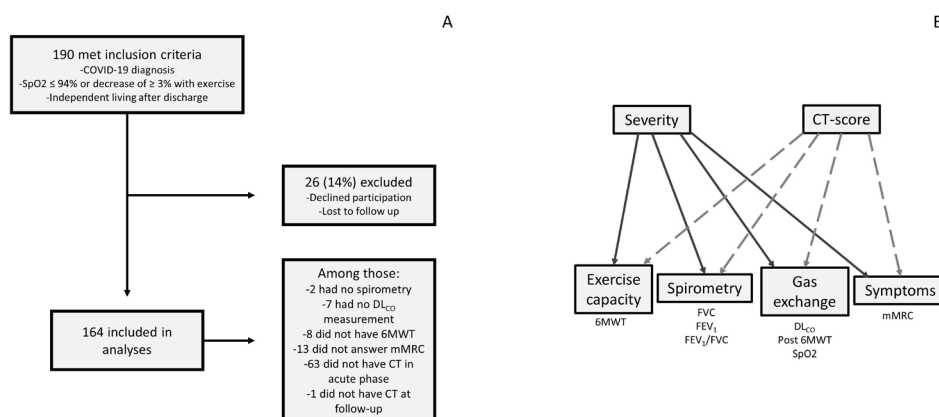 A
190 met inclusion criteria
-COVID-19 diagnosis
-SpO2 ≤ 94% or decrease of ≥ 3% with exercise
-Independent living after discharge
26 (14%) excluded
-Declined participation
-Lost to follow up
164 included in
analyses
Among those:
-2 had no spirometry
-7 had no DLCO
measurement
-8 did not have 6MWT
-13 did not answer mMRC
-63 did not have CT in
acute phase
-1 did not have CT at
follow-up
B
Severity
CT-score
Exercise
capacity
6MWT
Spirometry
FVC
FEV1
FEV1/FVC
Gas
exchange
DLCO
Post 6MWT
SpO2
Symptoms
mMRC